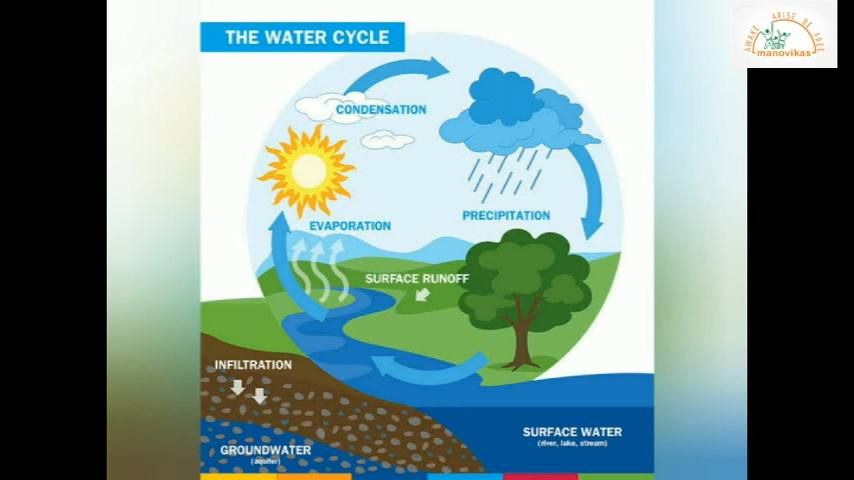 THE WATER CYCLE
AWAKE ARISE BE FREE
manovikas
CONDENSATION
PRECIPITATION
EVAPORATION
SURFACE RUNOFF
INFILTRATION
SURFACE WATER
(river, lake, stream)
GROUNDWATER
(aquifer)